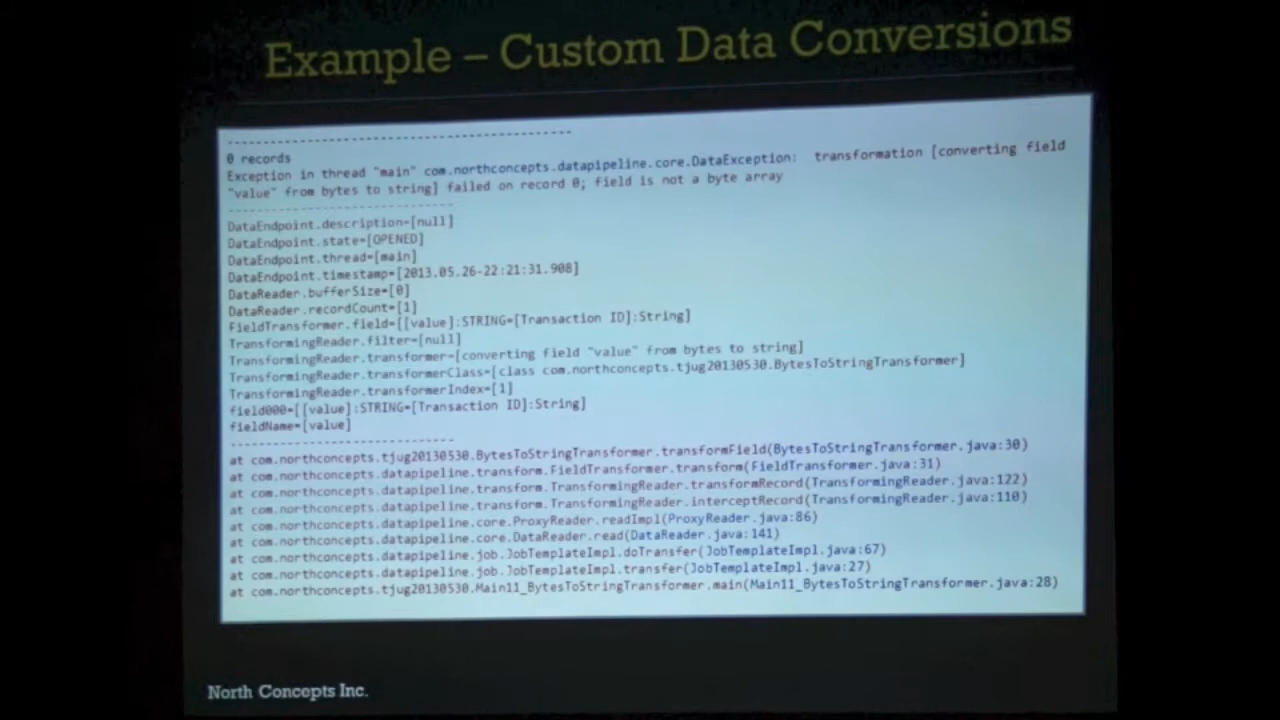 Example – Custom Data Conversions
-----------------------------------------------
0 records
Exception in thread "main" com.northconcepts.datapipeline.core.DataException:  transformation [converting field
"value" from bytes to string] failed on record 0; field is not a byte array
------------------------------
DataEndpoint.description=[null]
DataEndpoint.state=[OPENED]
DataEndpoint.thread=[main]
DataEndpoint.timestamp=[2013.05.26-22:21:31.908]
DataReader.bufferSize=[0]
DataReader.recordCount=[1]
FieldTransformer.field=[[value]:STRING=[Transaction ID]:String]
TransformingReader.filter=[null]
TransformingReader.transformer=[converting field "value" from bytes to string]
TransformingReader.transformerClass=[class com.northconcepts.tjug20130530.BytesToStringTransformer]
TransformingReader.transformerIndex=[1]
field000=[[value]:STRING=[Transaction ID]:String]
fieldName=[value]
------------------------------
at com.northconcepts.tjug20130530.BytesToStringTransformer.transformField(BytesToStringTransformer.java:30)
at com.northconcepts.datapipeline.transform.FieldTransformer.transform(FieldTransformer.java:31)
at com.northconcepts.datapipeline.transform.TransformingReader.transformRecord(TransformingReader.java:122)
at com.northconcepts.datapipeline.transform.TransformingReader.interceptRecord(TransformingReader.java:110)
at com.northconcepts.datapipeline.core.ProxyReader.readImpl(ProxyReader.java:86)
at com.northconcepts.datapipeline.core.DataReader.read(DataReader.java:141)
at com.northconcepts.datapipeline.job.JobTemplateImpl.doTransfer(JobTemplateImpl.java:67)
at com.northconcepts.datapipeline.job.JobTemplateImpl.transfer(JobTemplateImpl.java:27)
at com.northconcepts.tjug20130530.Main11_BytesToStringTransformer.main(Main11_BytesToStringTransformer.java:28)
North Concepts Inc.